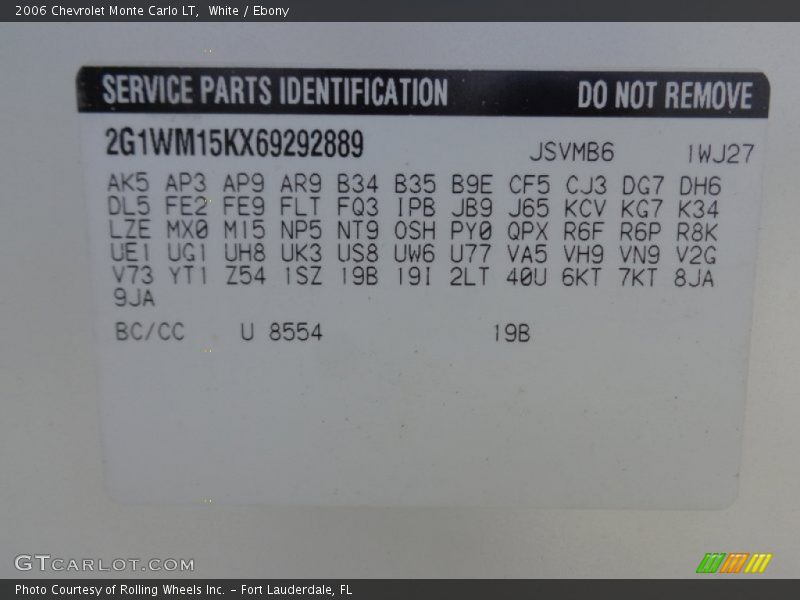 2006 Chevrolet Monte Carlo LT, White / Ebony
SERVICE PARTS IDENTIFICATION DO NOT REMOVE
2G1WM15KX69292889 JSVMB6 1WJ27
AK5 AP3 AP9 AR9 B34 B35 B9E CF5 CJ3 DG7 DH6
DL5 FE2 FE9 FLT FQ3 IPB JB9 J65 KCV KG7 K34
LZE MX0 M15 NP5 NT9 OSH PY0 QPX R6F R6P R8K
UE1 UG1 UH8 UK3 US8 UW6 U77 VA5 VH9 VN9 V2G
V73 YT1 Z54 1SZ 19B 19I 2LT 40U 6KT 7KT 8JA
9JA
BC/CC U 8554 19B
GTCARLOT.COM
Photo Courtesy of Rolling Wheels Inc. – Fort Lauderdale, FL